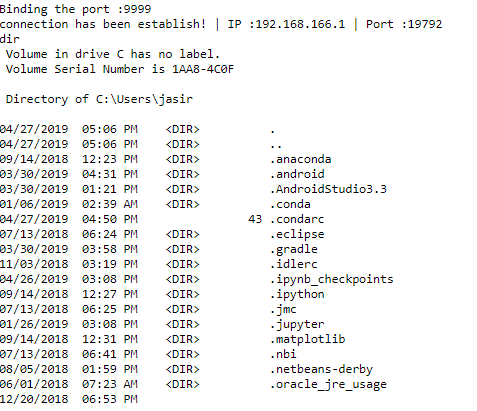 Binding the port :9999
connection has been establish! | IP :192.168.166.1 | Port :19792
dir
 Volume in drive C has no label.
 Volume Serial Number is 1AA8-4C0F

 Directory of C:\Users\jasir

04/27/2019  05:06 PM    <DIR>          .
04/27/2019  05:06 PM    <DIR>          ..
09/14/2018  12:23 PM    <DIR>          .anaconda
03/30/2019  04:31 PM    <DIR>          .android
03/30/2019  01:21 PM    <DIR>          .AndroidStudio3.3
01/06/2019  02:39 AM    <DIR>          .conda
04/27/2019  04:50 PM                43 .condarc
07/13/2018  06:24 PM    <DIR>          .eclipse
03/30/2019  03:58 PM    <DIR>          .gradle
11/03/2018  03:19 PM    <DIR>          .idlerc
04/26/2019  03:08 PM    <DIR>          .ipynb_checkpoints
09/14/2018  12:27 PM    <DIR>          .ipython
07/13/2018  06:25 PM    <DIR>          .jmc
01/26/2019  03:08 PM    <DIR>          .jupyter
09/14/2018  12:31 PM    <DIR>          .matplotlib
07/13/2018  06:41 PM    <DIR>          .nbi
08/05/2018  01:59 PM    <DIR>          .netbeans-derby
06/01/2018  07:23 AM    <DIR>          .oracle_jre_usage
12/20/2018  06:53 PM